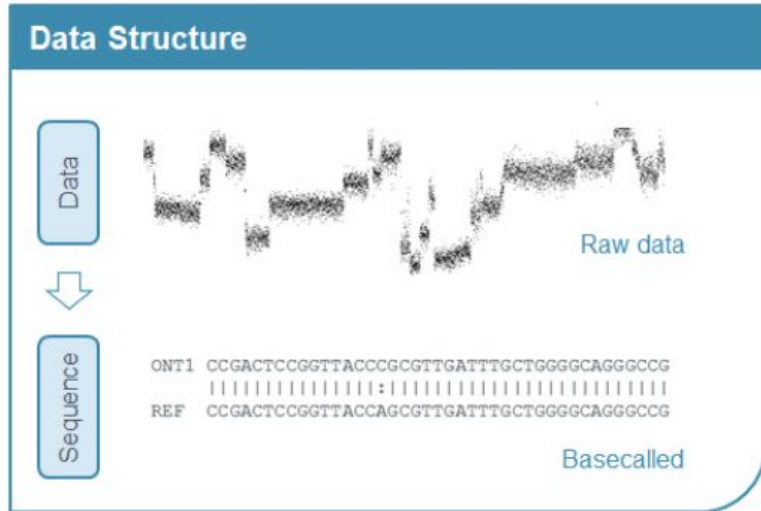 Data Structure
Data
Raw data
Sequence
ONT1 CCGACTCCGGTTACCCGCGTTGATTTGCTGGGGCAGGGCCG
|||||||||||||||:|||||||||||||||||||||||||
REF CCGACTCCGGTTACCAGCGTTGATTTGCTGGGGCAGGGCCG
Basecalled